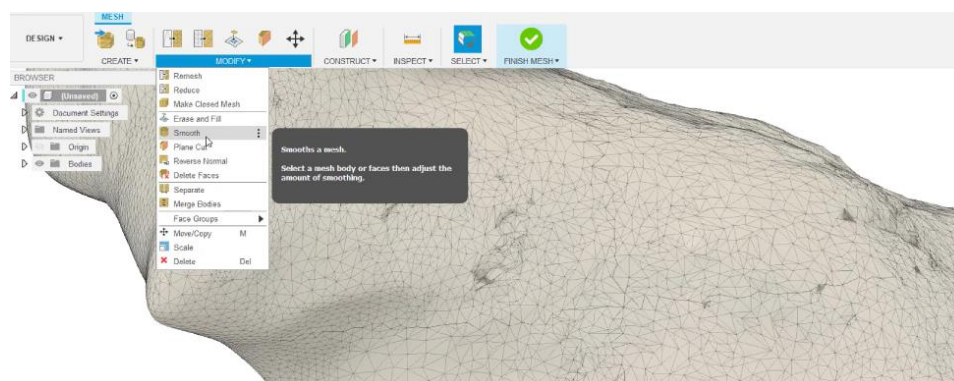 MESH
DESIGN ▾
CREATE ▾
MODIFY ▾
CONSTRUCT ▾
INSPECT ▾
SELECT ▾
FINISH MESH ▾
BROWSER
(Unsaved)
Document Settings
Named Views
Origin
Bodies
Remesh
Reduce
Make Closed Mesh
Erase and Fill
Smooth
Plane Cut
Reverse Normal
Delete Faces
Separate
Merge Bodies
Face Groups
Move/Copy M
Scale
Delete Del
Smooths a mesh.
Select a mesh body or faces then adjust the
amount of smoothing.